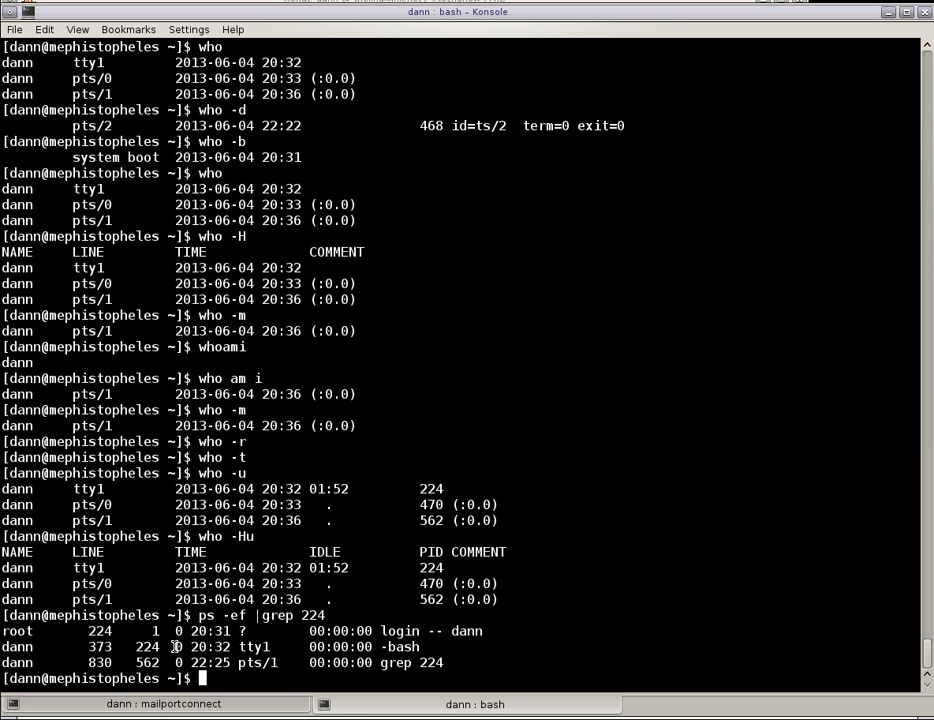 dann : bash - Konsole
File Edit View Bookmarks Settings Help
[dann@mephistopheles ~]$ who
dann     tty1         2013-06-04 20:32
dann     pts/0        2013-06-04 20:33 (:0.0)
dann     pts/1        2013-06-04 20:36 (:0.0)
[dann@mephistopheles ~]$ who -d
         pts/2        2013-06-04 22:22               468 id=ts/2  term=0 exit=0
[dann@mephistopheles ~]$ who -b
         system boot  2013-06-04 20:31
[dann@mephistopheles ~]$ who
dann     tty1         2013-06-04 20:32
dann     pts/0        2013-06-04 20:33 (:0.0)
dann     pts/1        2013-06-04 20:36 (:0.0)
[dann@mephistopheles ~]$ who -H
NAME     LINE         TIME             COMMENT
dann     tty1         2013-06-04 20:32
dann     pts/0        2013-06-04 20:33 (:0.0)
dann     pts/1        2013-06-04 20:36 (:0.0)
[dann@mephistopheles ~]$ who -m
dann     pts/1        2013-06-04 20:36 (:0.0)
[dann@mephistopheles ~]$ whoami
dann
[dann@mephistopheles ~]$ who am i
dann     pts/1        2013-06-04 20:36 (:0.0)
[dann@mephistopheles ~]$ who -m
dann     pts/1        2013-06-04 20:36 (:0.0)
[dann@mephistopheles ~]$ who -r
[dann@mephistopheles ~]$ who -t
[dann@mephistopheles ~]$ who -u
dann     tty1         2013-06-04 20:32 01:52         224
dann     pts/0        2013-06-04 20:33   .           470 (:0.0)
dann     pts/1        2013-06-04 20:36   .           562 (:0.0)
[dann@mephistopheles ~]$ who -Hu
NAME     LINE         TIME             IDLE          PID COMMENT
dann     tty1         2013-06-04 20:32 01:52         224
dann     pts/0        2013-06-04 20:33   .           470 (:0.0)
dann     pts/1        2013-06-04 20:36   .           562 (:0.0)
[dann@mephistopheles ~]$ ps -ef |grep 224
root       224     1  0 20:31 ?        00:00:00 login -- dann
dann       373   224  0 20:32 tty1     00:00:00 -bash
dann       830   562  0 22:25 pts/1    00:00:00 grep 224
[dann@mephistopheles ~]$
dann : mailportconnect
dann : bash